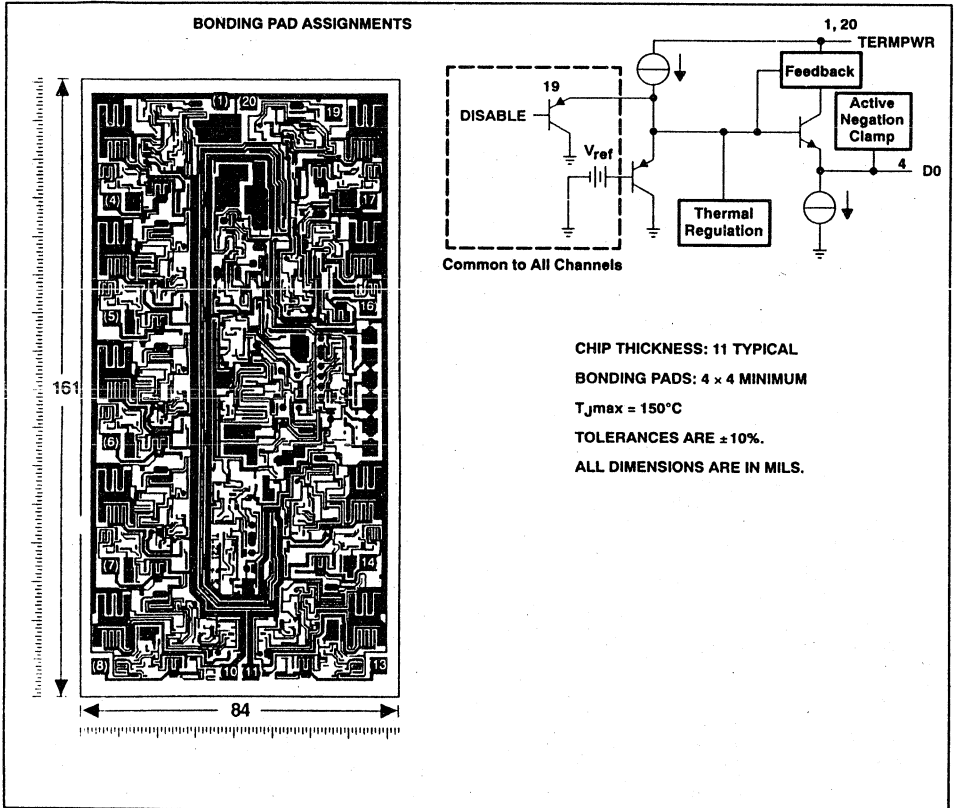 BONDING PAD ASSIGNMENTS
(1) 20 19
(4) 17
(5) 16
(6)
(7) 14
(8) 10 11 13
161
84
1, 20
TERMPWR
Feedback
19
DISABLE
Active
Negation
Clamp
Vref
4 D0
Thermal
Regulation
Common to All Channels
CHIP THICKNESS: 11 TYPICAL
BONDING PADS: 4 × 4 MINIMUM
TJmax = 150°C
TOLERANCES ARE ±10%.
ALL DIMENSIONS ARE IN MILS.